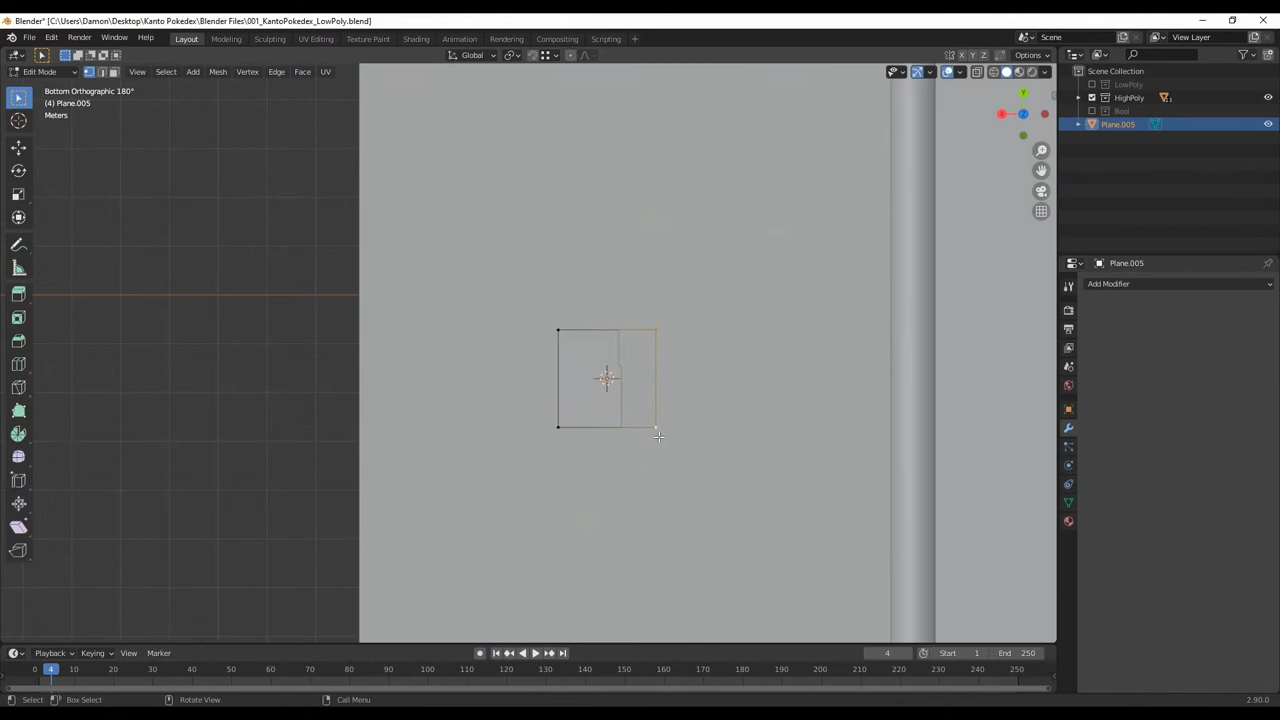 Blender* [C:\Users\Damon\Desktop\Kanto Pokedex\Blender Files\001_KantoPokedex_LowPoly.blend]
File Edit Render Window Help Layout Modeling Sculpting UV Editing Texture Paint Shading Animation Rendering Compositing Scripting + Scene View Layer
Global X Y Z Options
Edit Mode View Select Add Mesh Vertex Edge Face UV
Scene Collection
LowPoly
HighPoly
Bool
Plane.005
Bottom Orthographic 180°
(4) Plane.005
Meters
Y
X
Z
Plane.005
Add Modifier
Playback Keying View Marker 4 Start 1 End 250
0 4 10 20 30 40 50 60 70 80 90 100 110 120 130 140 150 160 170 180 190 200 210 220 230 240 250
Select Box Select Rotate View Call Menu 2.90.0